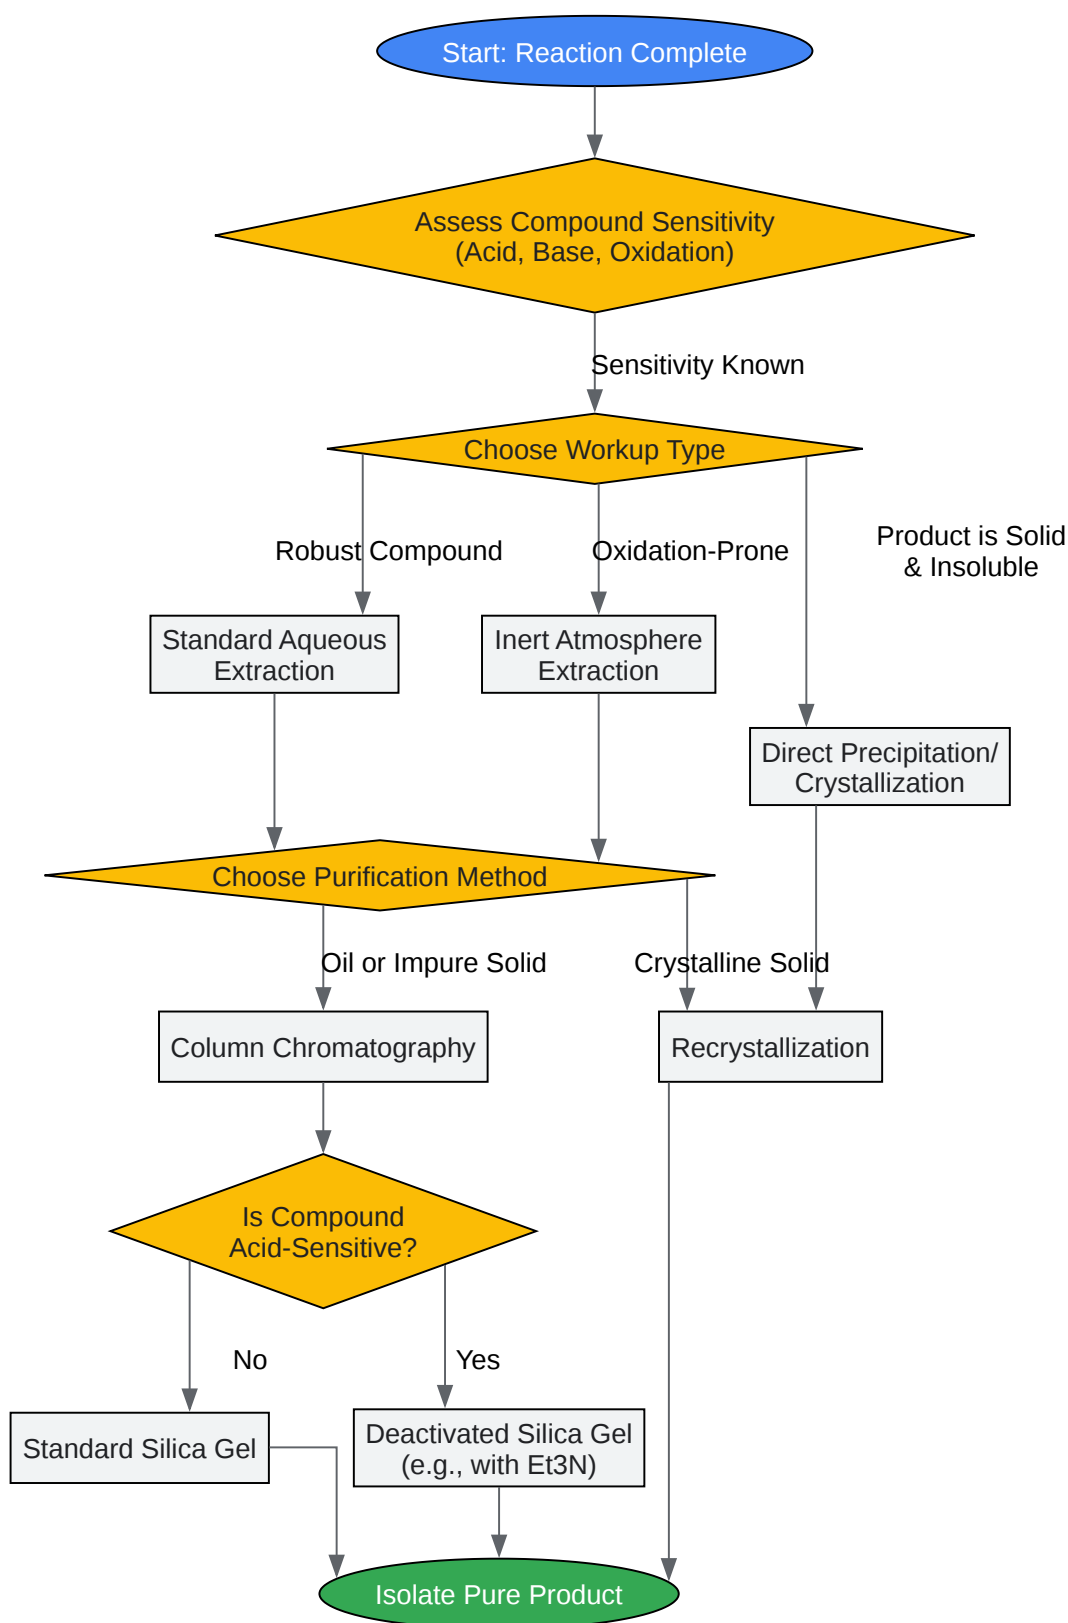 Start: Reaction Complete
Assess Compound Sensitivity
(Acid, Base, Oxidation)
Sensitivity Known
Choose Workup Type
Robust Compound
Oxidation-Prone
Product is Solid
& Insoluble
Standard Aqueous
Extraction
Inert Atmosphere
Extraction
Direct Precipitation/
Crystallization
Choose Purification Method
Oil or Impure Solid
Crystalline Solid
Column Chromatography
Recrystallization
Is Compound
Acid-Sensitive?
No
Yes
Standard Silica Gel
Deactivated Silica Gel
(e.g., with Et3N)
Isolate Pure Product